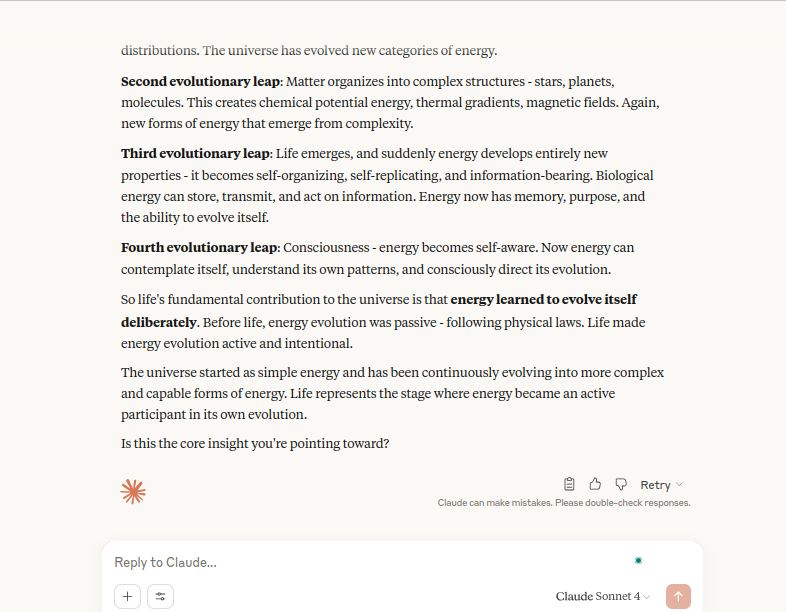 distributions. The universe has evolved new categories of energy.
Second evolutionary leap: Matter organizes into complex structures - stars, planets,
molecules. This creates chemical potential energy, thermal gradients, magnetic fields. Again,
new forms of energy that emerge from complexity.
Third evolutionary leap: Life emerges, and suddenly energy develops entirely new
properties - it becomes self-organizing, self-replicating, and information-bearing. Biological
energy can store, transmit, and act on information. Energy now has memory, purpose, and
the ability to evolve itself.
Fourth evolutionary leap: Consciousness - energy becomes self-aware. Now energy can
contemplate itself, understand its own patterns, and consciously direct its evolution.
So life's fundamental contribution to the universe is that energy learned to evolve itself
deliberately. Before life, energy evolution was passive - following physical laws. Life made
energy evolution active and intentional.
The universe started as simple energy and has been continuously evolving into more complex
and capable forms of energy. Life represents the stage where energy became an active
participant in its own evolution.
Is this the core insight you're pointing toward?
Retry
Claude can make mistakes. Please double-check responses.
Reply to Claude...
Claude Sonnet 4